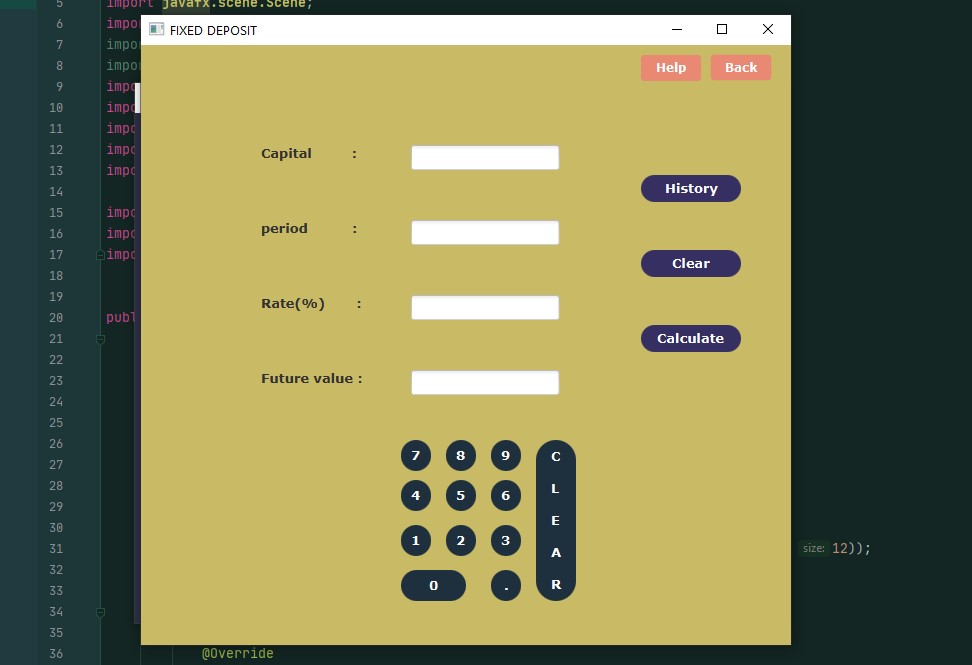 5 import javafx.scene.Scene;
6 impo
FIXED DEPOSIT
7 impo
8 impo
Help Back
9 impo
10 impo
11 impo
12 impo
Capital :
13 impo
14
History
15 impo
16 impo
period :
17 impo
Clear
18
19
Rate(%) :
20 publ
21
Calculate
22
23
Future value :
24
25
26
7 8 9 C
27
28
4 5 6 L
29
E
30
1 2 3
31 size: 12));
A
32
33
0 . R
34
35
36 @Override